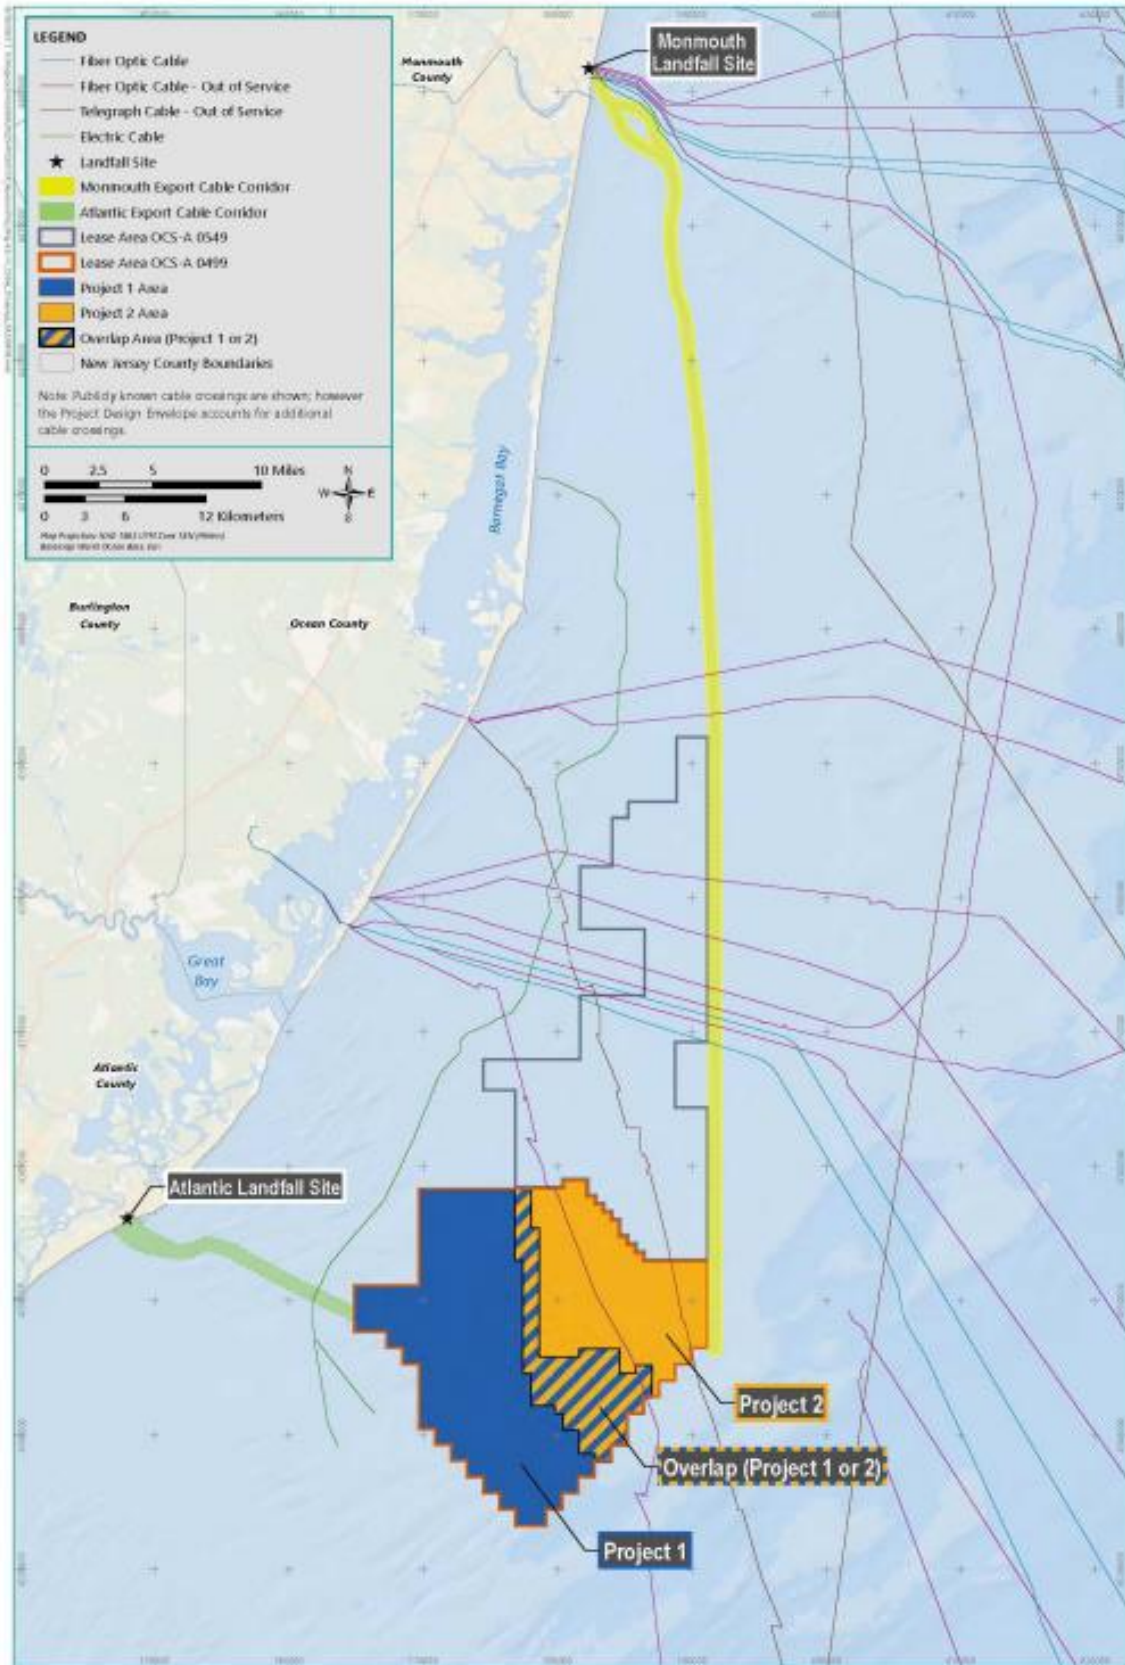 LEGEND
Fiber Optic Cable
Fiber Optic Cable - Out of Service
Telegraph Cable - Out of Service
Electric Cable
Landfall Site
Monmouth Export Cable Corridor
Atlantic Export Cable Corridor
Lease Area OCS-A 0549
Lease Area OCS-A 0499
Project 1 Area
Project 2 Area
Overlap Area (Project 1 or 2)
New Jersey County Boundaries
Note: Publicly known cable crossings are shown; however
the Project Design Envelope accounts for additional
cable crossings.
0 2.5 5 10 Miles
0 3 6 12 Kilometers
N
W E
S
Monmouth
County
Monmouth
Landfall Site
Barnegat Bay
Burlington
County
Ocean County
Great
Bay
Atlantic
County
Atlantic Landfall Site
Project 2
Overlap (Project 1 or 2)
Project 1